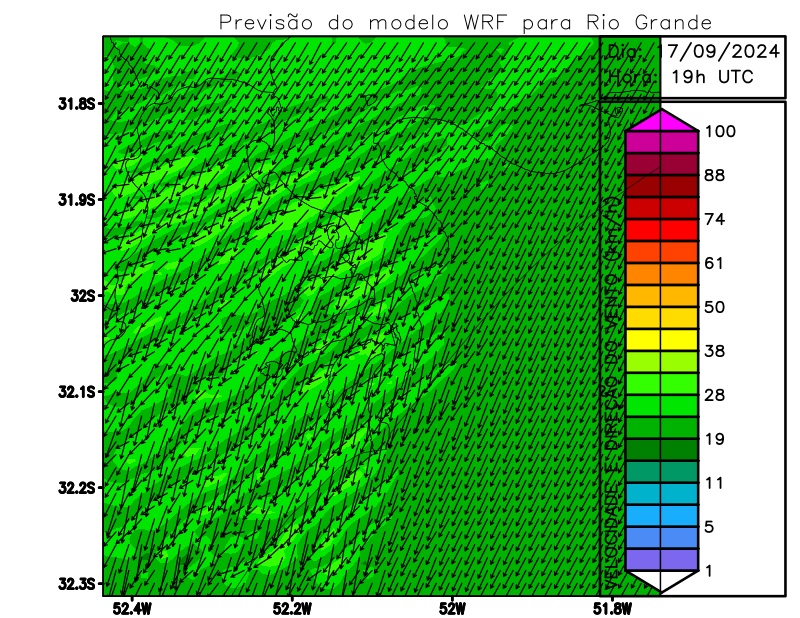 Previsão do modelo WRF para Rio Grande
Dia: 17/09/2024
Hora: 19h UTC
31.8S
31.9S
32S
32.1S
32.2S
32.3S
52.4W
52.2W
52W
51.8W
VELOCIDADE E DIREÇÃO DO VENTO (km/h)
100
88
74
61
50
38
28
19
11
5
1